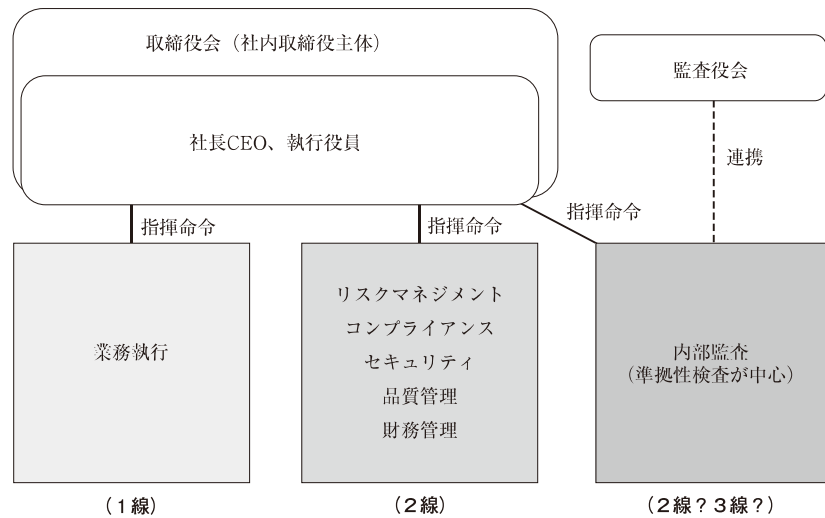 取締役会（社内取締役主体）
監査役会
社長CEO、執行役員
連携
指揮命令
指揮命令
指揮命令
業務執行
リスクマネジメント
コンプライアンス
セキュリティ
品質管理
財務管理
内部監査
（準拠性検査が中心）
（1線）
（2線）
（2線？3線？）